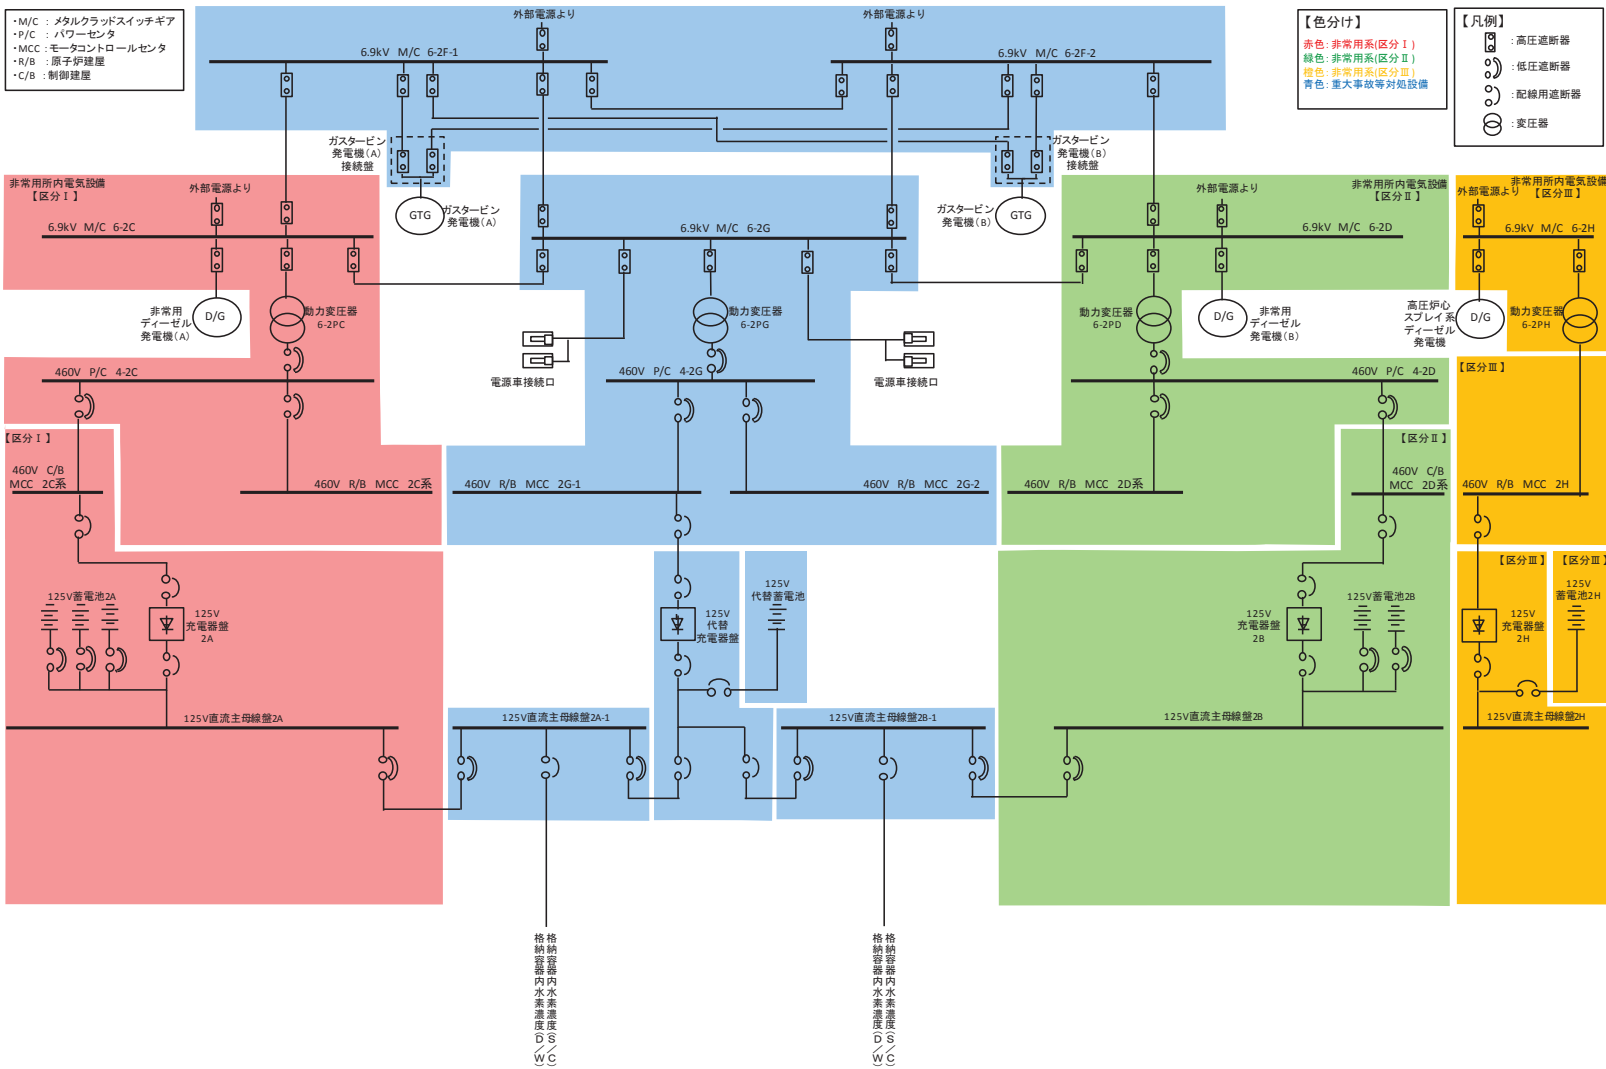 ・M/C ： メタルクラッドスイッチギア
・P/C ： パワーセンタ
・MCC ：モータコントロールセンタ
・R/B ：原子炉建屋
・C/B ：制御建屋
外部電源より
外部電源より
【色分け】
赤色：非常用系(区分Ⅰ)
緑色：非常用系(区分Ⅱ)
橙色：非常用系(区分Ⅲ)
青色：重大事故等対処設備
【凡例】
：高圧遮断器
：低圧遮断器
：配線用遮断器
：変圧器
6.9kV M/C 6-2F-1
6.9kV M/C 6-2F-2
ガスタービン
発電機(A)
接続盤
ガスタービン
発電機(B)
接続盤
非常用所内電気設備
【区分Ⅰ】
外部電源より
GTG
ガスタービン
発電機(A)
ガスタービン
発電機(B)
GTG
外部電源より
非常用所内電気設備
【区分Ⅱ】
非常用所内電気設備
【区分Ⅲ】
外部電源より
6.9kV M/C 6-2C
6.9kV M/C 6-2G
6.9kV M/C 6-2D
6.9kV M/C 6-2H
非常用
ディーゼル
発電機(A)
D/G
動力変圧器
6-2PC
動力変圧器
6-2PG
動力変圧器
6-2PD
D/G
非常用
ディーゼル
発電機(B)
高圧炉心
スプレイ系
ディーゼル
発電機
D/G
動力変圧器
6-2PH
電源車接続口
電源車接続口
460V P/C 4-2C
460V P/C 4-2G
460V P/C 4-2D
【区分Ⅲ】
【区分Ⅰ】
【区分Ⅱ】
460V C/B
MCC 2C系
460V R/B MCC 2C系
460V R/B MCC 2G-1
460V R/B MCC 2G-2
460V R/B MCC 2D系
460V C/B
MCC 2D系
460V R/B MCC 2H
【区分Ⅲ】
【区分Ⅲ】
125V蓄電池2A
125V
充電器盤
2A
125V
代替
充電器盤
125V
代替蓄電池
125V
充電器盤
2B
125V蓄電池2B
125V
充電器盤
2H
125V
蓄電池2H
125V直流主母線盤2A
125V直流主母線盤2A-1
125V直流主母線盤2B-1
125V直流主母線盤2B
125V直流主母線盤2H
格納容器内水素濃度(S/C)
格納容器内水素濃度(D/W)
格納容器内水素濃度(S/C)
格納容器内水素濃度(D/W)